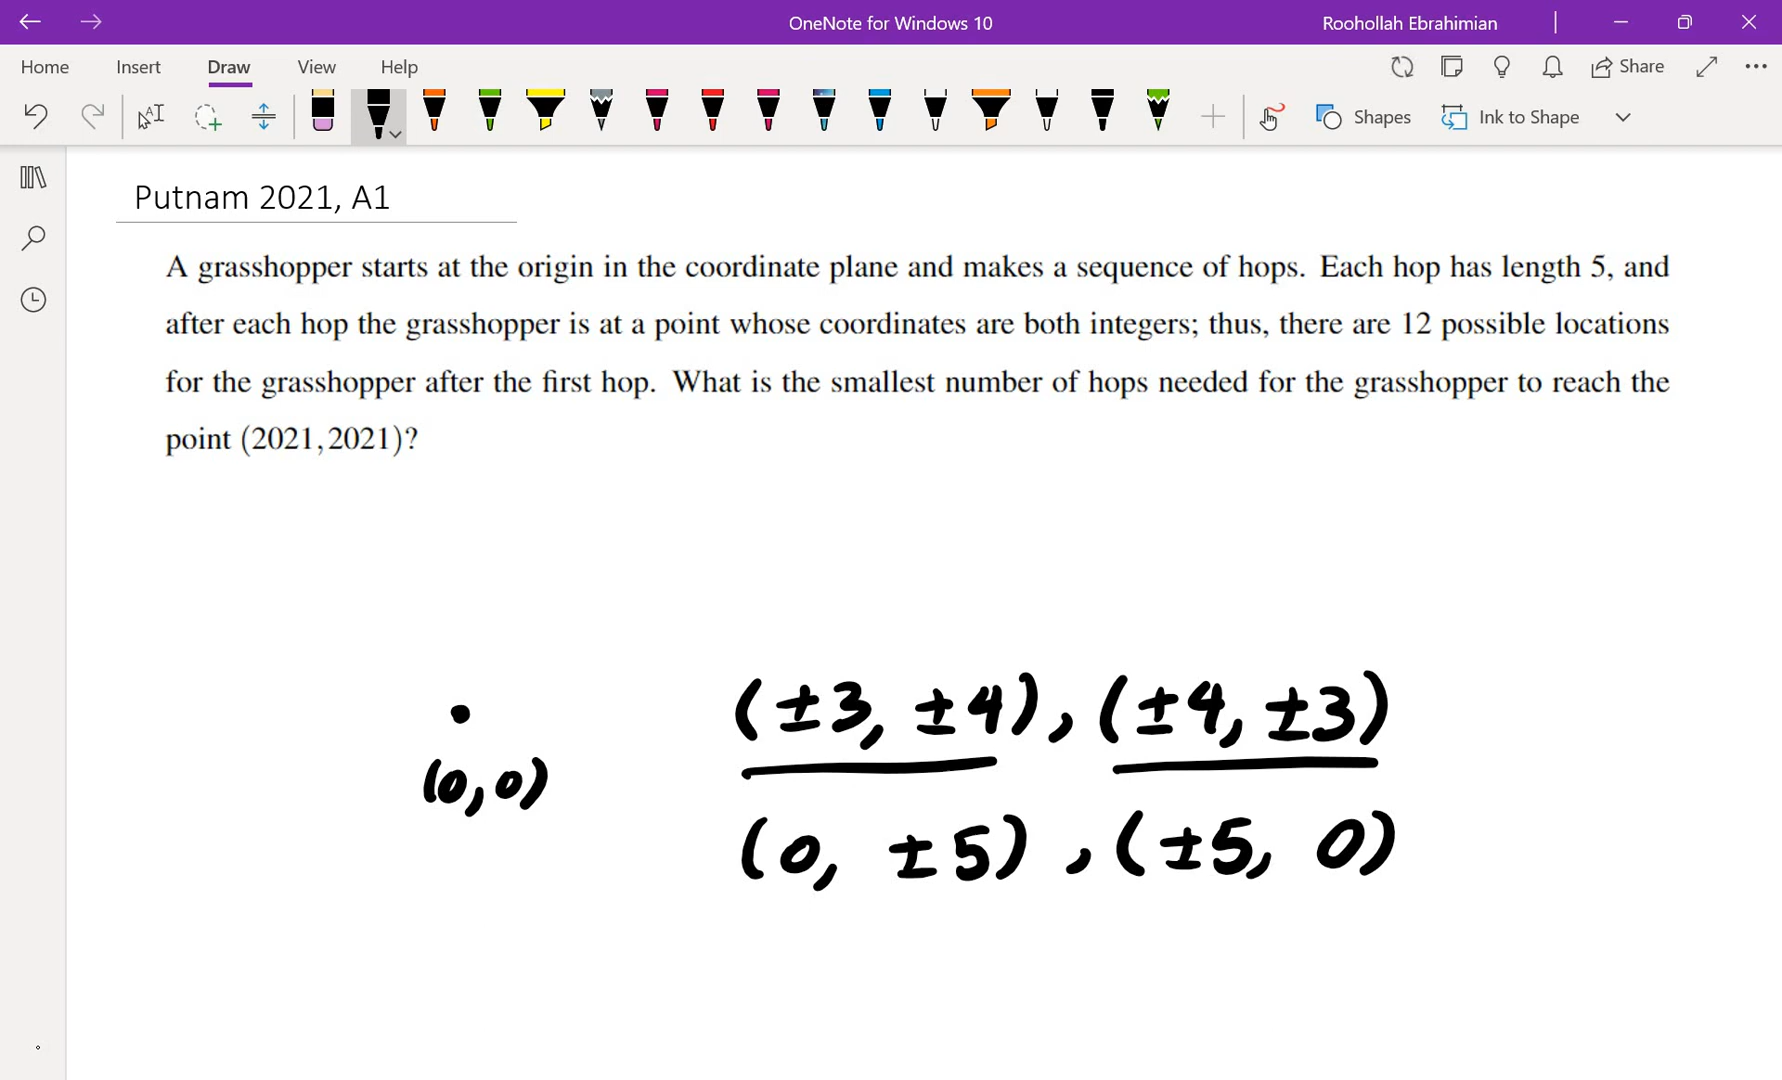 OneNote for Windows 10 Roohollah Ebrahimian
Home Insert Draw View Help Share
Shapes Ink to Shape
Putnam 2021, A1
A grasshopper starts at the origin in the coordinate plane and makes a sequence of hops. Each hop has length 5, and
after each hop the grasshopper is at a point whose coordinates are both integers; thus, there are 12 possible locations
for the grasshopper after the first hop. What is the smallest number of hops needed for the grasshopper to reach the
point (2021,2021)?
(±3, ±4), (±4, ±3)
(0,0)
(0, ±5), (±5, 0)